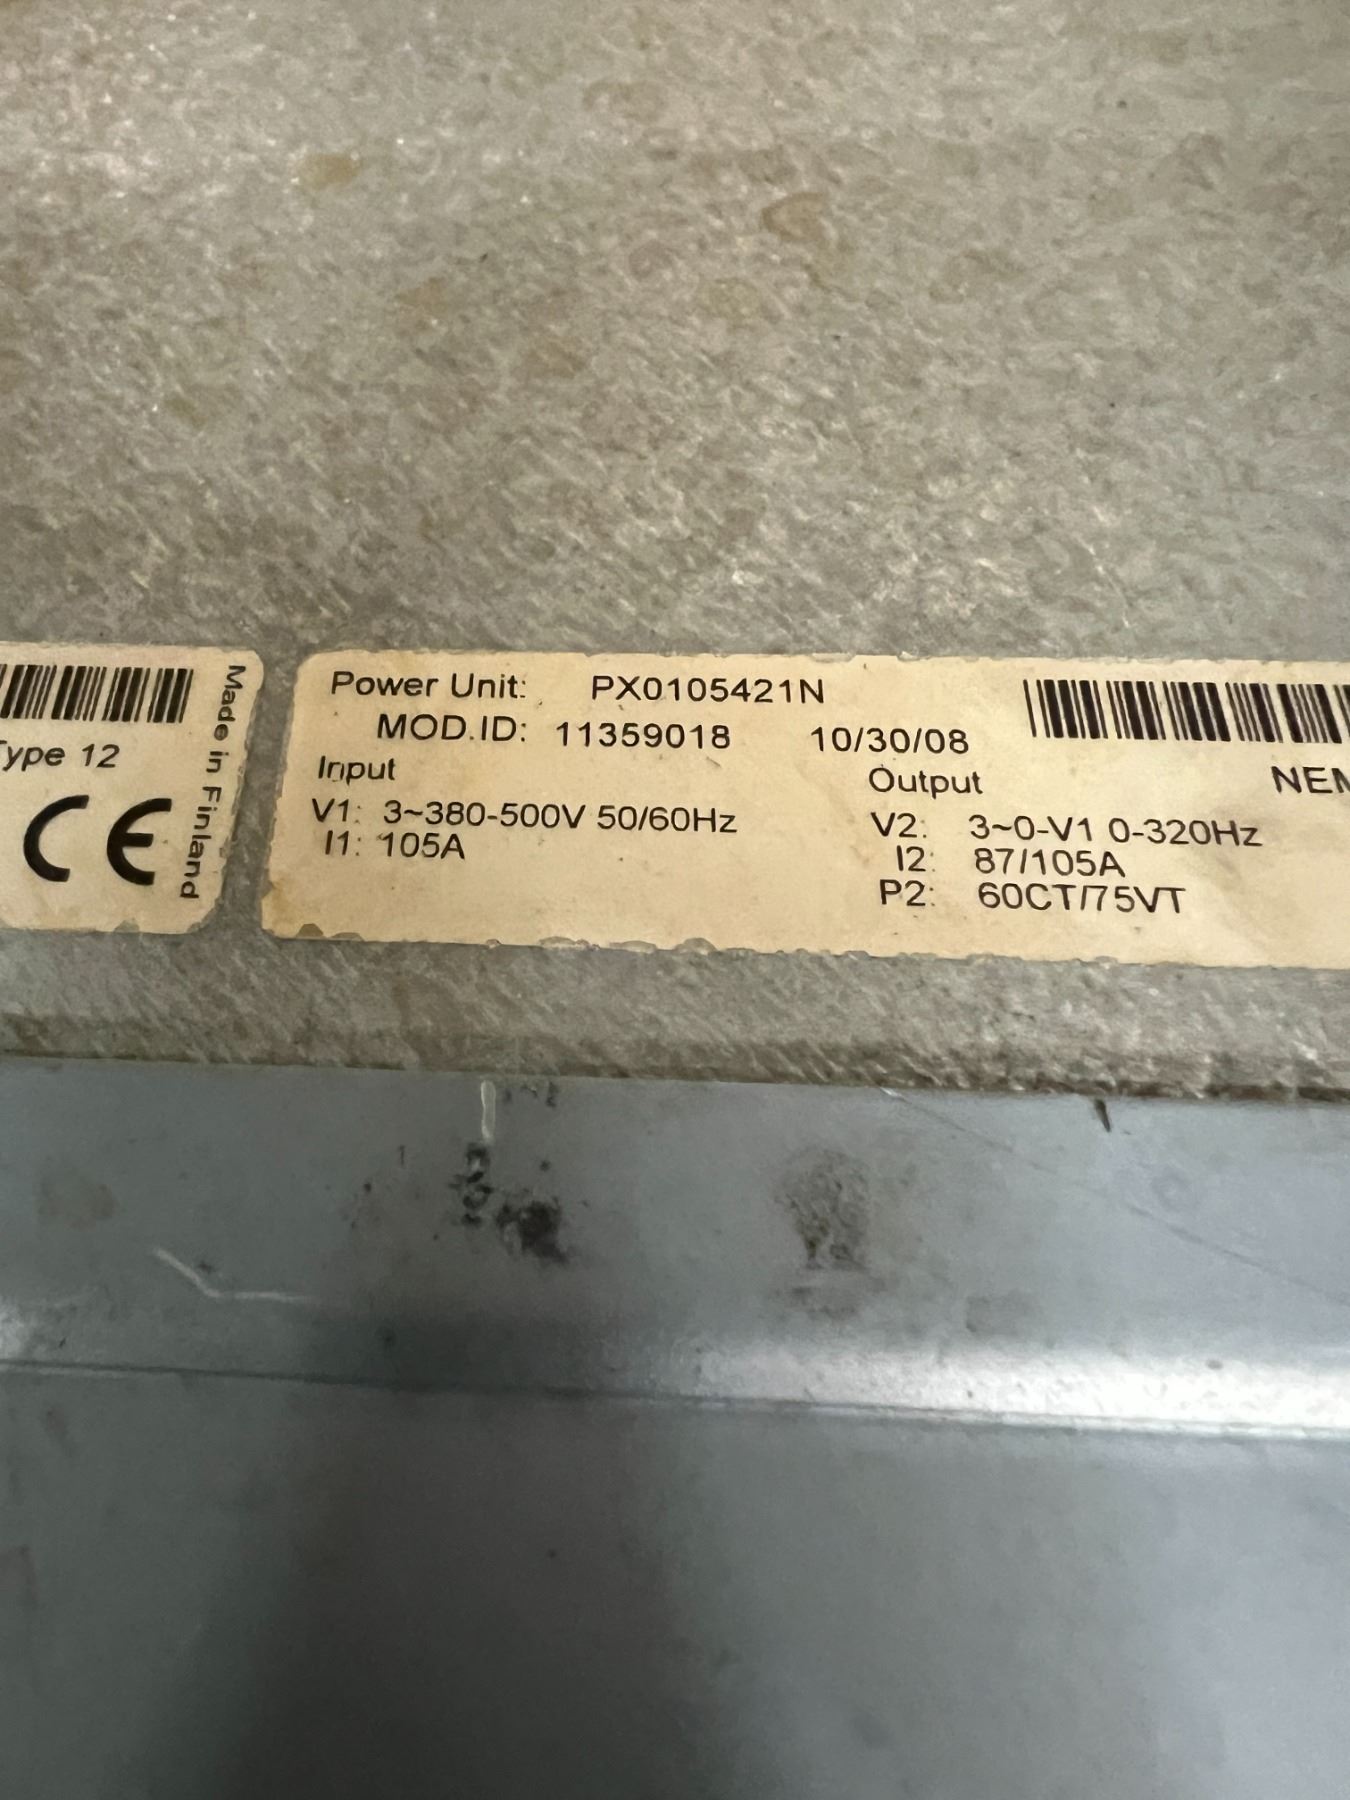 Type 12
CE
Made in Finland
Power Unit: PX0105421N
MOD.ID: 11359018 10/30/08
Input Output
V1: 3~380-500V 50/60Hz V2: 3~0-V1 0-320Hz
I1: 105A I2: 87/105A
P2: 60CT/75VT